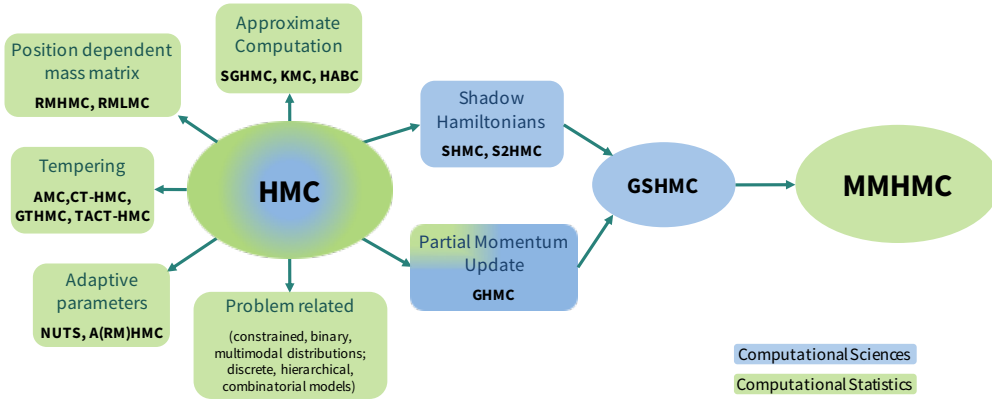 Position dependent
mass matrix
RMHMC, RMLMC
Approximate
Computation
SGHMC, KMC, HABC
Tempering
AMC,CT-HMC,
GTHMC, TACT-HMC
Adaptive
parameters
NUTS, A(RM)HMC
Problem related
(constrained, binary,
multimodal distributions;
discrete, hierarchical,
combinatorial models)
HMC
Shadow
Hamiltonians
SHMC, S2HMC
Partial Momentum
Update
GHMC
GSHMC
MMHMC
Computational Sciences
Computational Statistics